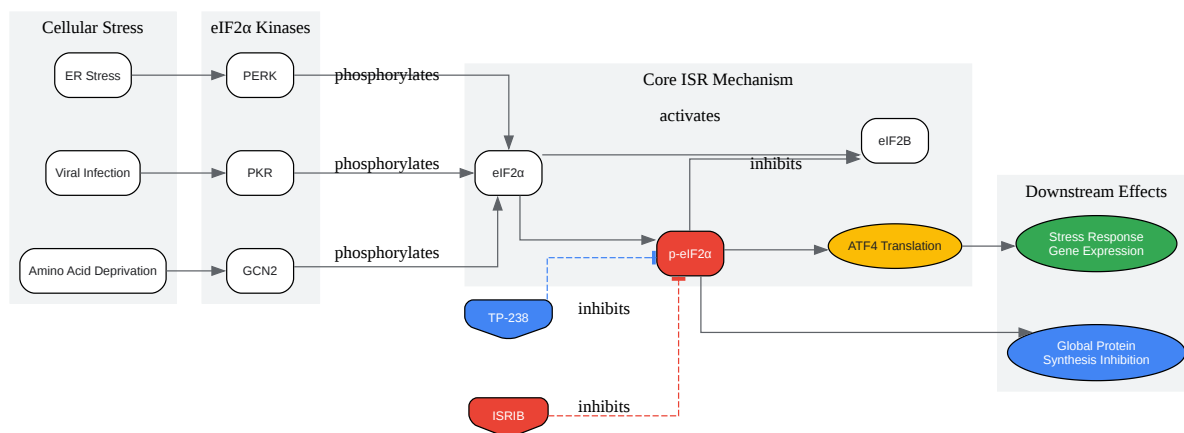 Cellular Stress
eIF2α Kinases
ER Stress
PERK
phosphorylates
Core ISR Mechanism
activates
eIF2B
Viral Infection
PKR
phosphorylates
eIF2α
inhibits
Downstream Effects
Amino Acid Deprivation
GCN2
phosphorylates
p-eIF2α
ATF4 Translation
Stress Response
Gene Expression
TP-238
inhibits
Global Protein
Synthesis Inhibition
ISRIB
inhibits